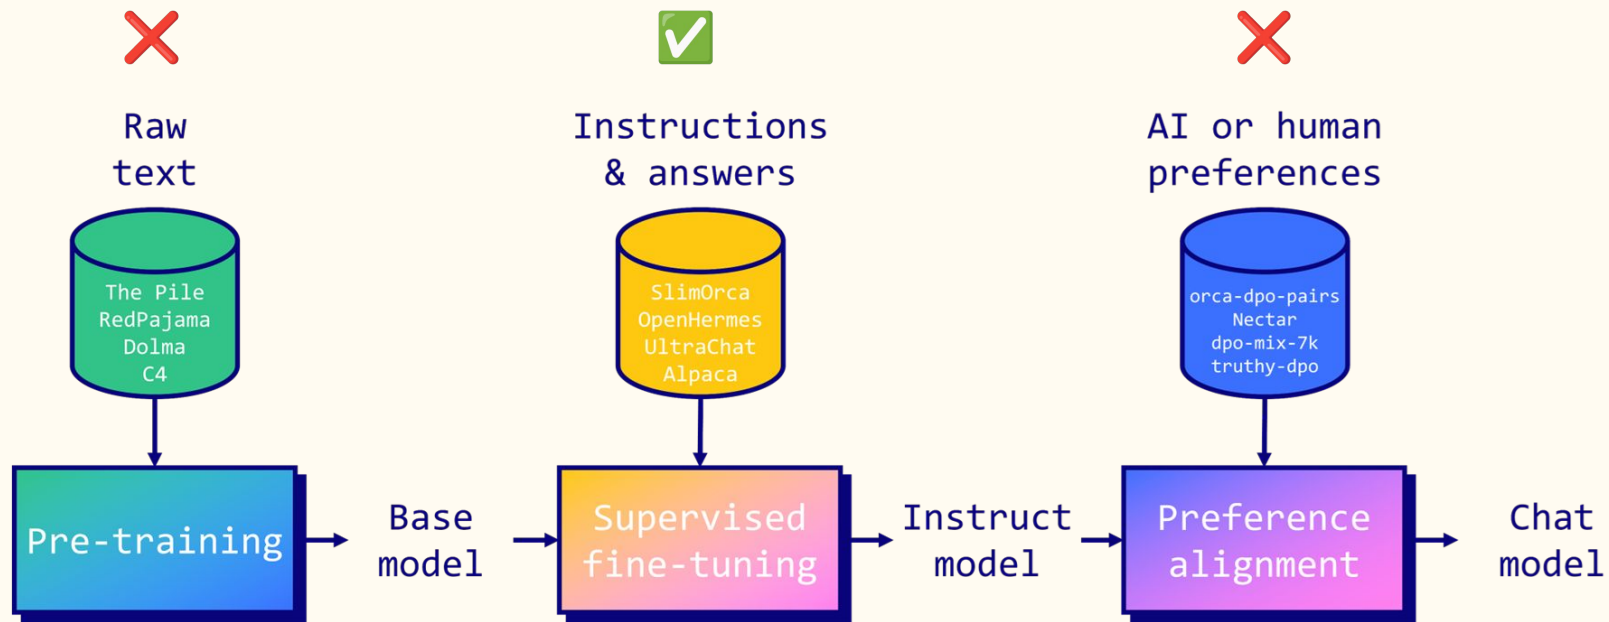 Raw
text
The Pile
RedPajama
Dolma
C4
Pre-training
Base
model
Instructions
& answers
SlimOrca
OpenHermes
UltraChat
Alpaca
Supervised
fine-tuning
Instruct
model
AI or human
preferences
orca-dpo-pairs
Nectar
dpo-mix-7k
truthy-dpo
Preference
alignment
Chat
model